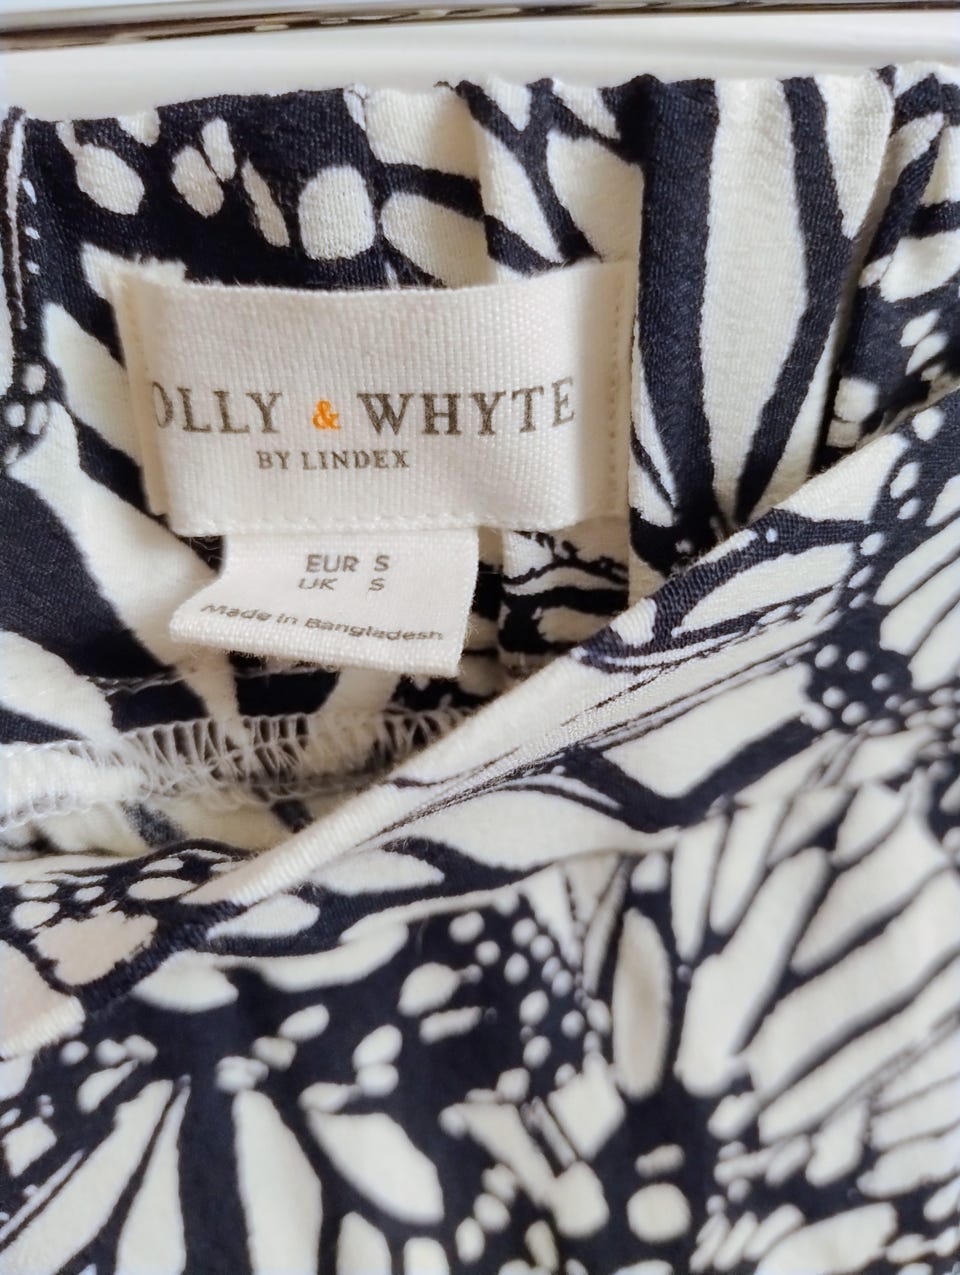 OLLY & WHYTE
BY LINDEX
EUR S
UK S
Made in Bangladesh